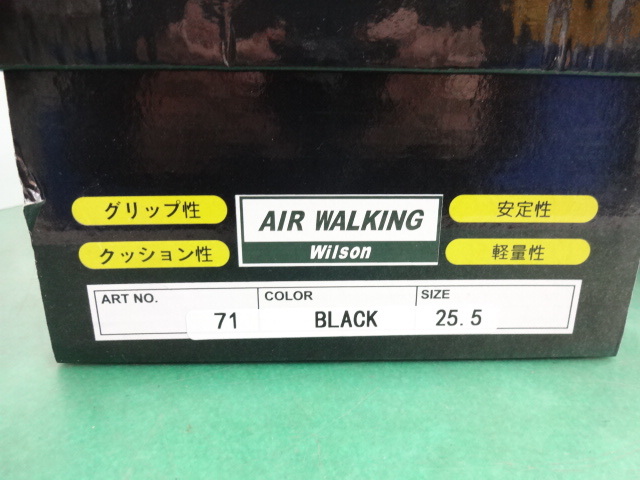 グリップ性
クッション性
AIR WALKING
Wilson
安定性
軽量性
ART NO. COLOR SIZE
71 BLACK 25.5